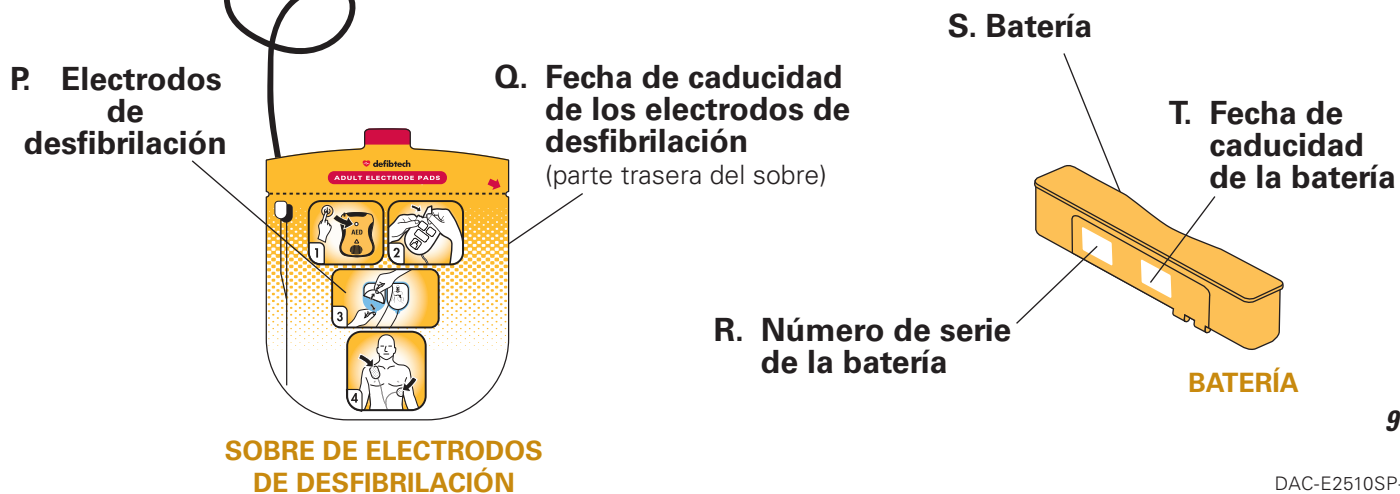 P. Electrodos
de
desfibrilación
Q. Fecha de caducidad
de los electrodos de
desfibrilación
(parte trasera del sobre)
defibtech
ADULT ELECTRODE PADS
AED
1
2
3
4
SOBRE DE ELECTRODOS
DE DESFIBRILACIÓN
S. Batería
T. Fecha de
caducidad
de la batería
R. Número de serie
de la batería
BATERÍA
9
DAC-E2510SP-